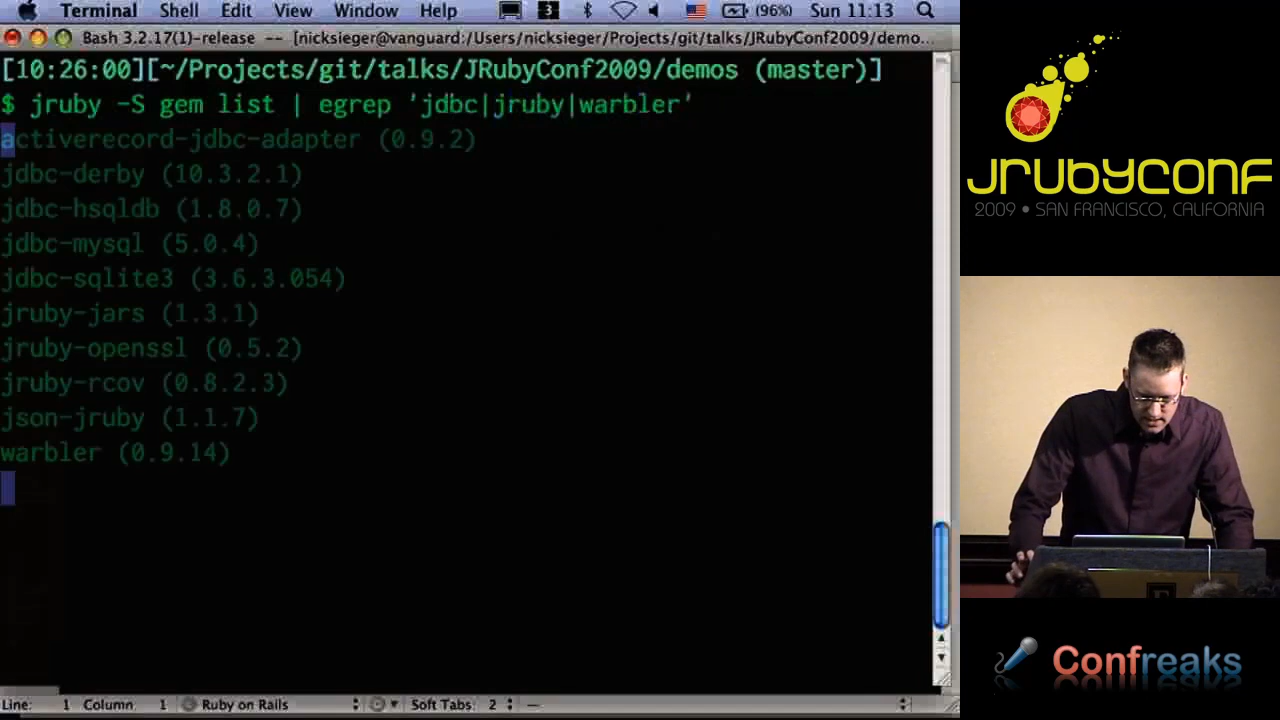 Terminal Shell Edit View Window Help 3 (96%) Sun 11:13
Bash 3.2.17(1)-release -- [nicksieger@vanguard:/Users/nicksieger/Projects/git/talks/JRubyConf2009/demo...
[10:26:00][~/Projects/git/talks/JRubyConf2009/demos (master)]
$ jruby -S gem list | egrep 'jdbc|jruby|warbler'
activerecord-jdbc-adapter (0.9.2)
jdbc-derby (10.3.2.1)
jdbc-hsqldb (1.8.0.7)
jdbc-mysql (5.0.4)
jdbc-sqlite3 (3.6.3.054)
jruby-jars (1.3.1)
jruby-openssl (0.5.2)
jruby-rcov (0.8.2.3)
json-jruby (1.1.7)
warbler (0.9.14)
Line: 1 Column: 1 Ruby on Rails Soft Tabs: 2 —
JRUBYCONF
2009 • SAN FRANCISCO, CALIFORNIA
Confreaks